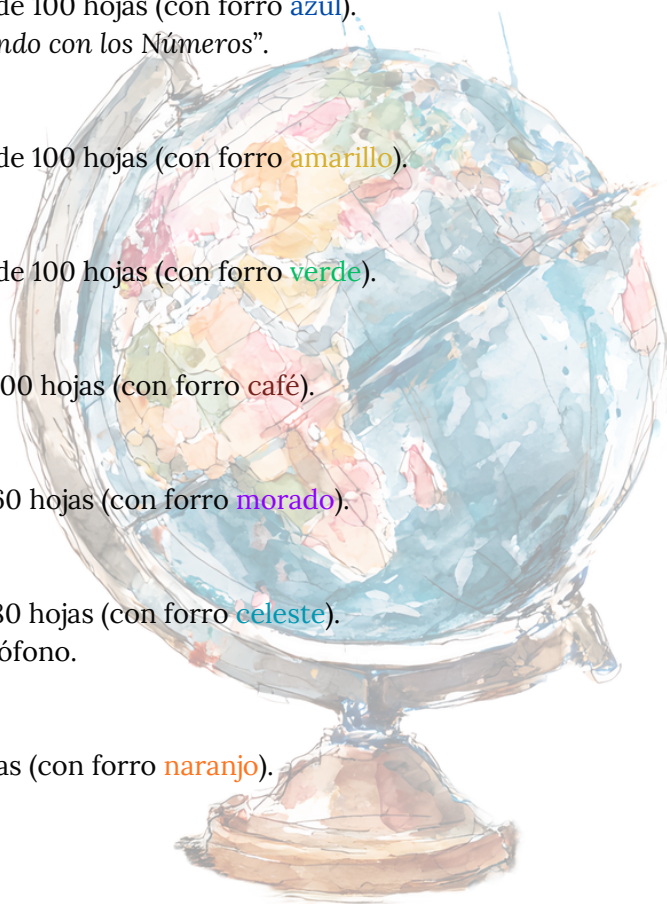 de 100 hojas (con forro azul).
ndo con los Números”.
de 100 hojas (con forro amarillo).
de 100 hojas (con forro verde).
00 hojas (con forro café).
60 hojas (con forro morado).
80 hojas (con forro celeste).
ófono.
as (con forro naranjo).